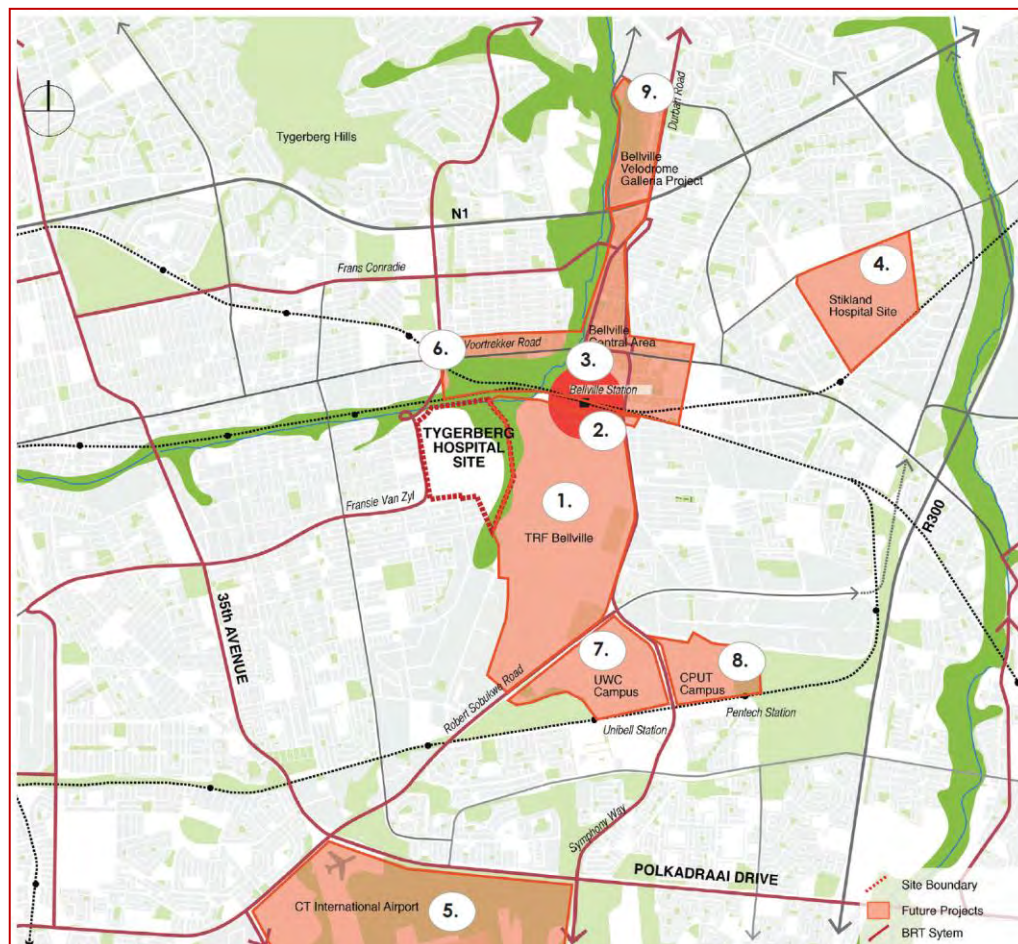 9.
Durban Road
Tygerberg Hills
Bellville
Velodrome
Galleria Project
N1
Frans Conradie
4.
Stikland
Hospital Site
6.
Voortrekker Road
Bellville
Central Area
3.
Bellville Station
2.
TYGERBERG
HOSPITAL
SITE
Fransie Van Zyl
1.
TRF Bellville
R300
35th AVENUE
7.
UWC
Campus
8.
CPUT
Campus
Robert Sobukwe Road
Unibell Station
Pentech Station
Symphony Way
POLKADRAAI DRIVE
CT International Airport
5.
Site Boundary
Future Projects
BRT Sytem